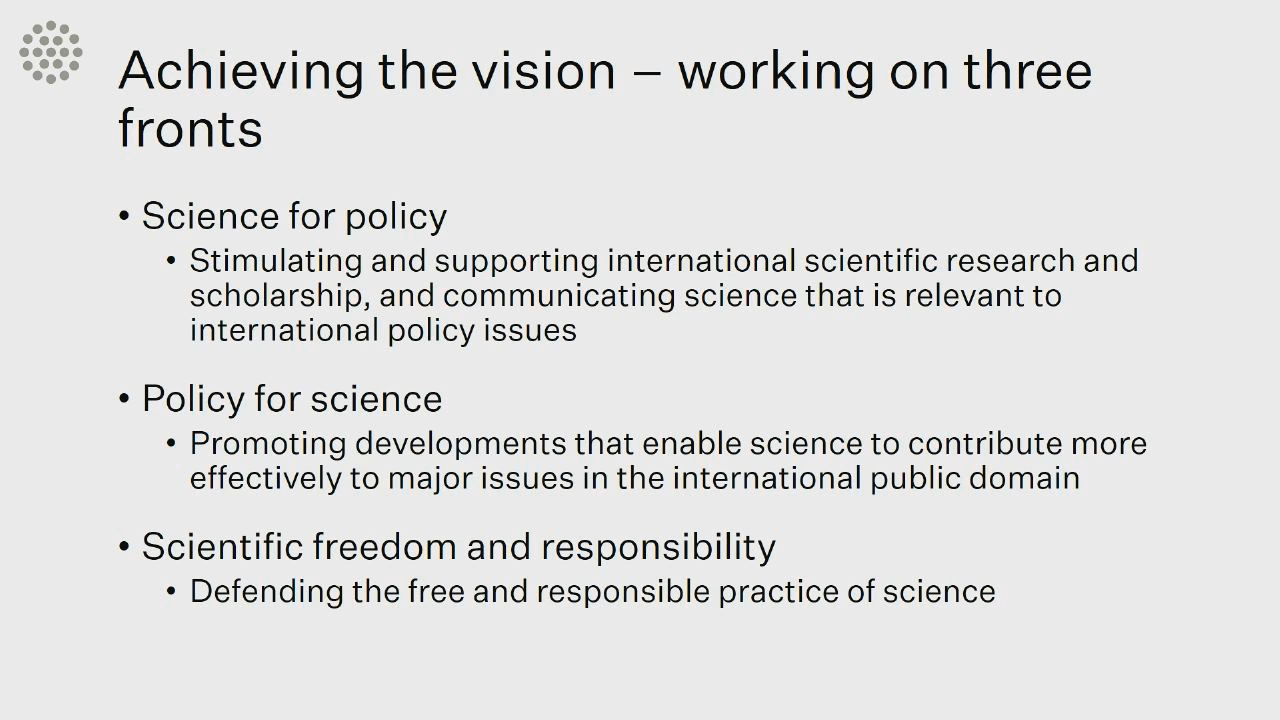 Achieving the vision – working on three
fronts
• Science for policy
• Stimulating and supporting international scientific research and
scholarship, and communicating science that is relevant to
international policy issues
• Policy for science
• Promoting developments that enable science to contribute more
effectively to major issues in the international public domain
• Scientific freedom and responsibility
• Defending the free and responsible practice of science